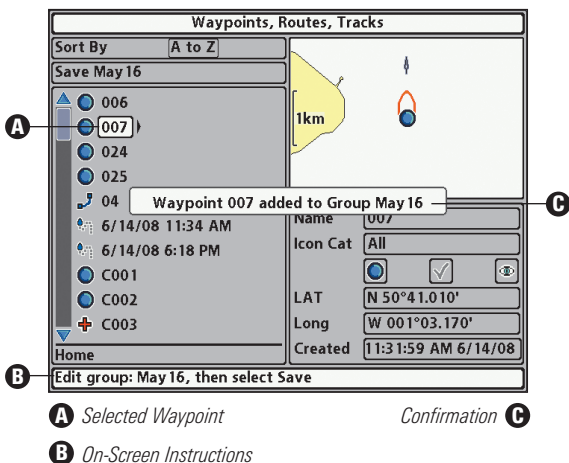 Waypoints, Routes, Tracks
Sort By A to Z
Save May 16
006
007
024
025
04
6/14/08 11:34 AM
6/14/08 6:18 PM
C001
C002
C003
Home
1km
Waypoint 007 added to Group May 16
Name 007
Icon Cat All
LAT N 50°41.010'
Long W 001°03.170'
Created 11:31:59 AM 6/14/08
Edit group: May 16, then select Save
A
B
C
A Selected Waypoint
Confirmation C
B On-Screen Instructions